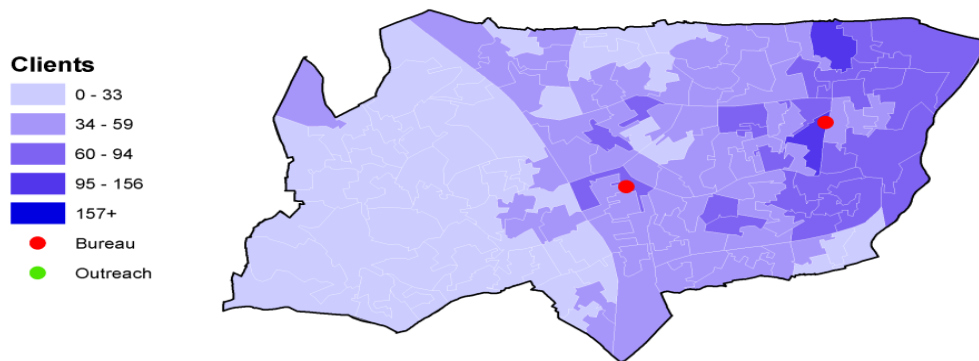 Clients
0 - 33
34 - 59
60 - 94
95 - 156
157+
Bureau
Outreach